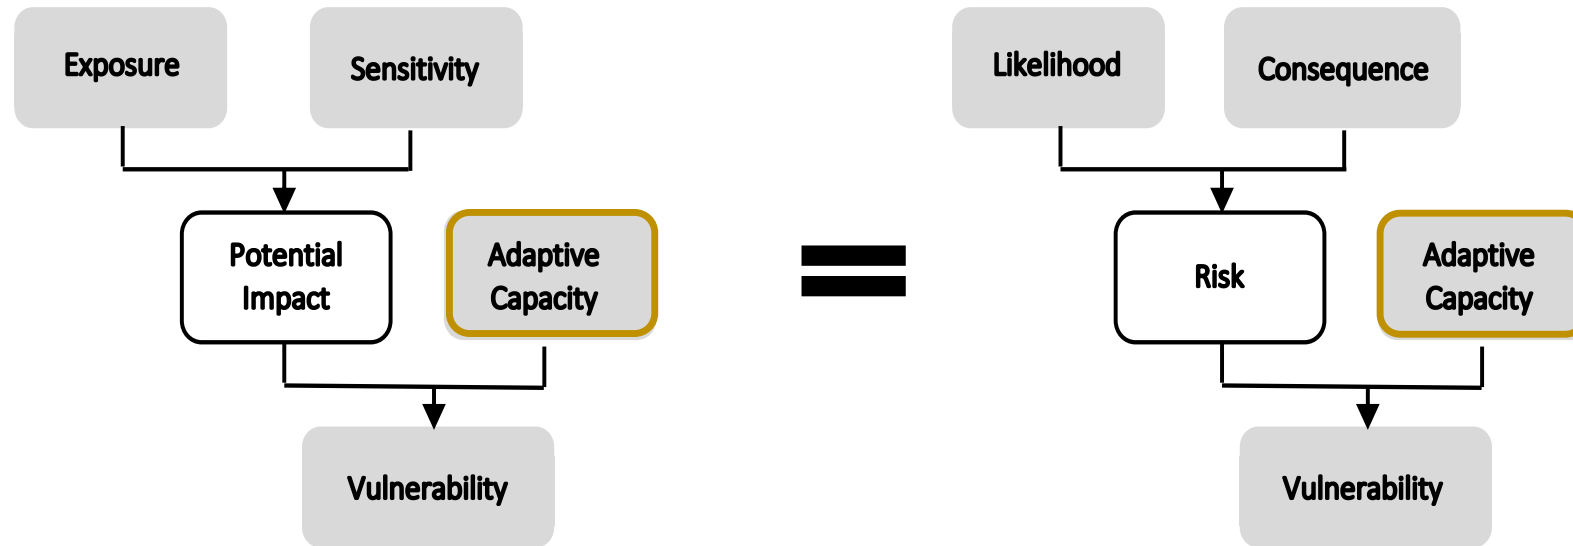 Exposure
Sensitivity
Potential
Impact
Adaptive
Capacity
Vulnerability
Likelihood
Consequence
Risk
Adaptive
Capacity
Vulnerability